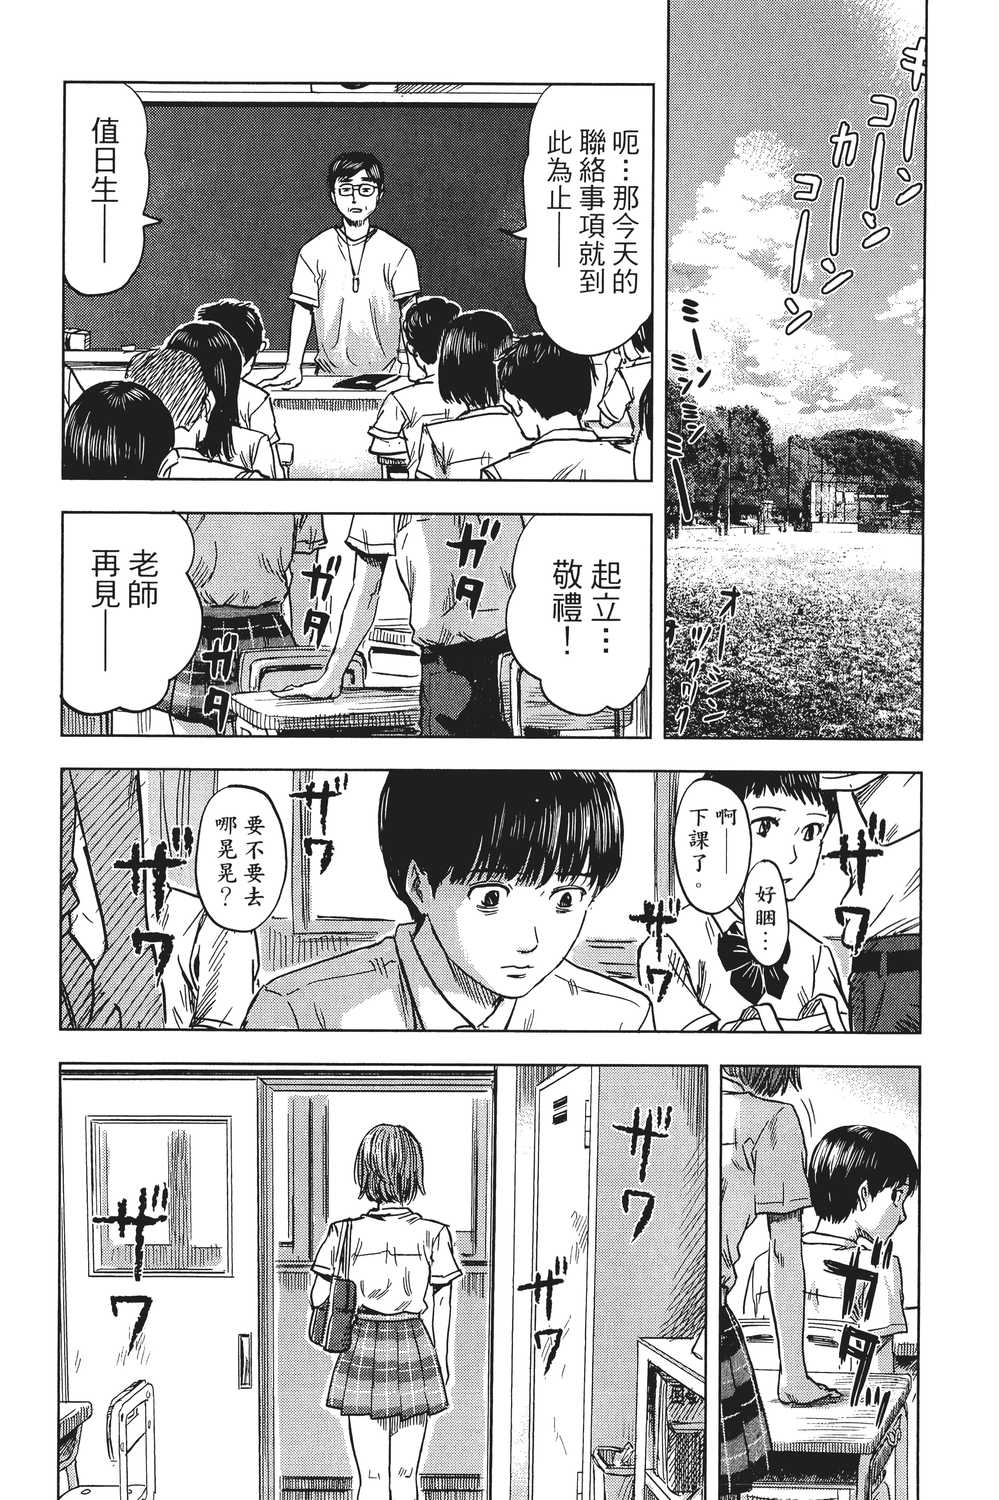 キーン
コーン
カーン
コーン
ミーン
ミンミン
ミー
オーシン
ツクツク
呃…那今天的
聯絡事項就到
此為止──
值日生──
起立…
敬禮！
ガタ
ガタ
ガタ
老師
再見──
啊──
下課了。
好睏…
ザワ
ザワ
ザワ
要不要去
哪晃晃？
ザワ
ガタ
ザワ
ザワ
ザワ